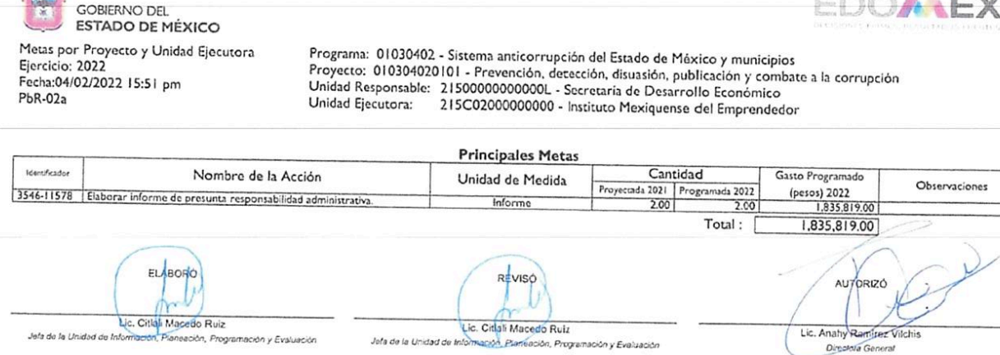 GOBIERNO DEL
ESTADO DE MÉXICO
EDOMEX
Metas por Proyecto y Unidad Ejecutora
Ejercicio: 2022
Fecha:04/02/2022 15:51 pm
PbR-02a
Programa: 01030402 - Sistema anticorrupción del Estado de México y municipios
Proyecto: 010304020101 - Prevención, detección, disuasión, publicación y combate a la corrupción
Unidad Responsable: 21500000000000L - Secretaría de Desarrollo Económico
Unidad Ejecutora: 215C02000000000 - Instituto Mexiquense del Emprendedor
Principales Metas
Identificador Nombre de la Acción Unidad de Medida Cantidad Gasto Programado (pesos) 2022 Observaciones
Proyectada 2021 Programada 2022
3546-11578 Elaborar informe de presunta responsabilidad administrativa. Informe 2.00 2.00 1,835,819.00
Total : 1,835,819.00
ELABORÓ REVISÓ AUTORIZÓ
Lic. Citlali Macedo Ruiz Lic. Citlali Macedo Ruiz Lic. Anahy Ramírez Vilchis
Jefa de la Unidad de Información, Planeación, Programación y Evaluación Jefa de la Unidad de Información, Planeación, Programación y Evaluación Directora General